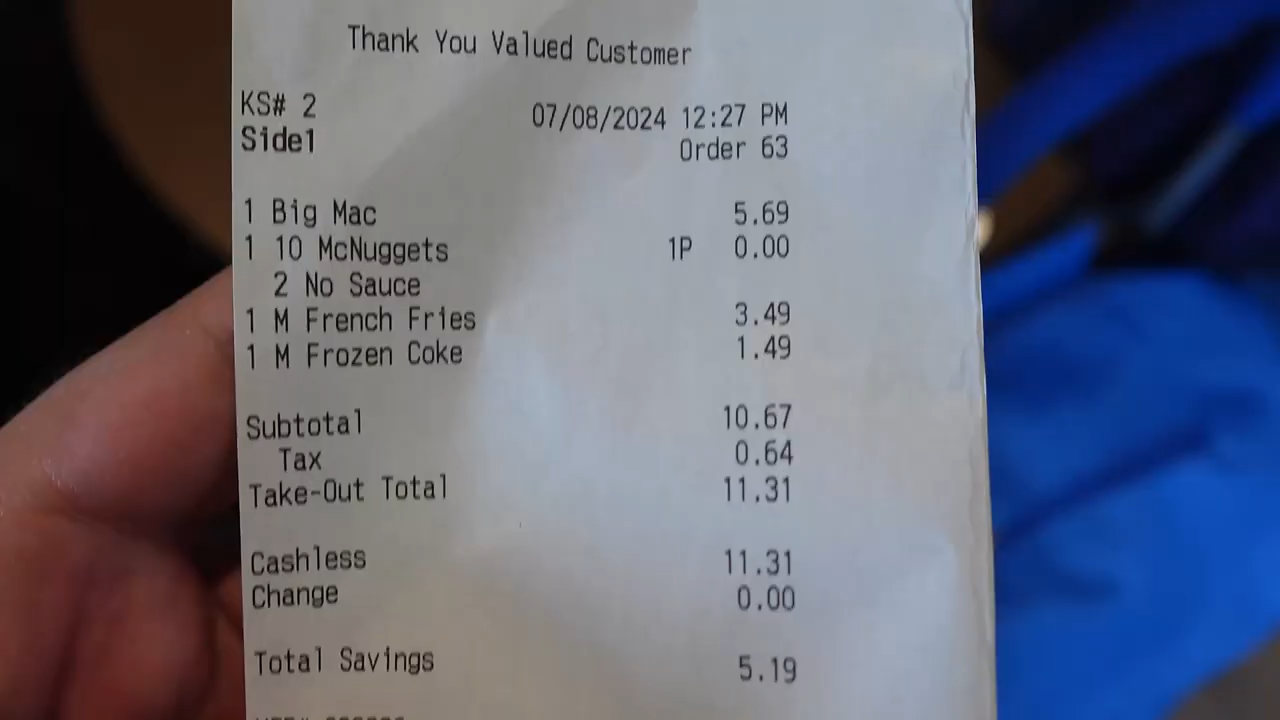 Thank You Valued Customer
KS# 2 07/08/2024 12:27 PM
Side1 Order 63
1 Big Mac 5.69
1 10 McNuggets 1P 0.00
2 No Sauce
1 M French Fries 3.49
1 M Frozen Coke 1.49
Subtotal 10.67
Tax 0.64
Take-Out Total 11.31
Cashless 11.31
Change 0.00
Total Savings 5.19